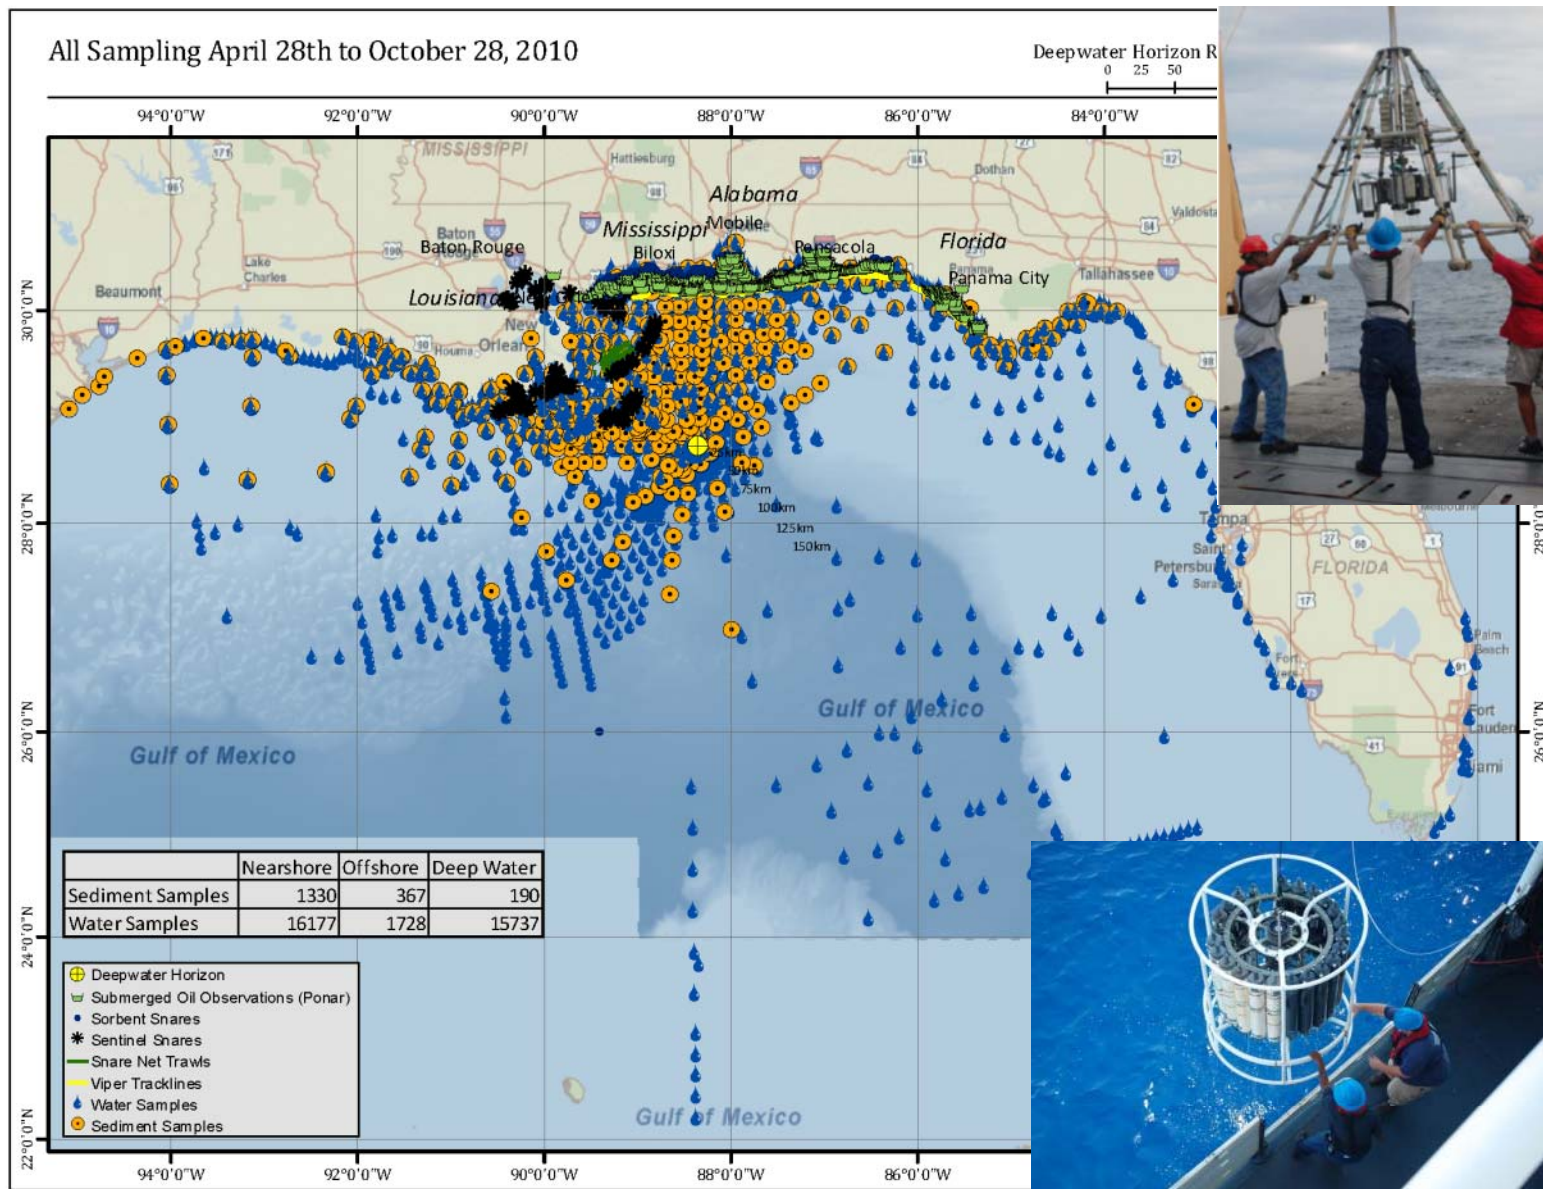 All Sampling April 28th to October 28, 2010
Deepwater Horizon R
0 25 50
94°0'0"W 92°0'0"W 90°0'0"W 88°0'0"W 86°0'0"W 84°0'0"W
MISSISSIPPI
Hattiesburg
Dothan
Valdosta
Alabama
Mobile
Mississippi
Biloxi
Pensacola
Florida
Baton Rouge
Baton
Lake
Charles
Beaumont
Louisiana
Panama City
Tallahassee
30°0'0"N
New
Orleans
Houma
75km
100km
125km
150km
28°0'0"N
Tampa
Saint
Petersburg
FLORIDA
Palm
Beach
Fort
Gulf of Mexico
26°0'0"N
Fort
Gulf of Mexico
Nearshore Offshore Deep Water
Sediment Samples 1330 367 190
Water Samples 16177 1728 15737
24°0'0"N
Deepwater Horizon
Submerged Oil Observations (Ponar)
Sorbent Snares
Sentinel Snares
Snare Net Trawls
Viper Tracklines
Water Samples
Sediment Samples
Gulf of Mexico
22°0'0"N
94°0'0"W 92°0'0"W 90°0'0"W 88°0'0"W 86°0'0"W